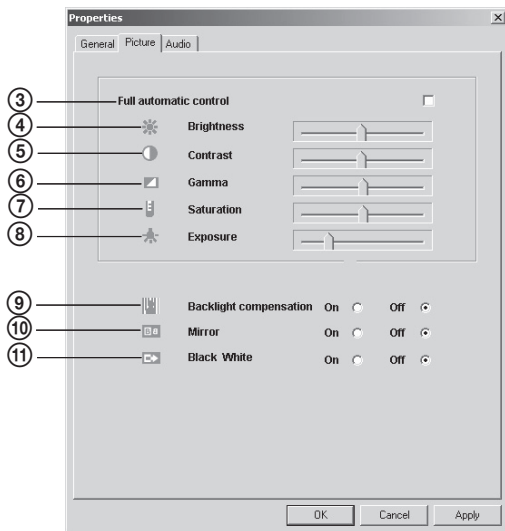 Properties
General Picture Audio
③ Full automatic control
④ Brightness
⑤ Contrast
⑥ Gamma
⑦ Saturation
⑧ Exposure
⑨ Backlight compensation On Off
⑩ Mirror On Off
⑪ Black White On Off
OK Cancel Apply